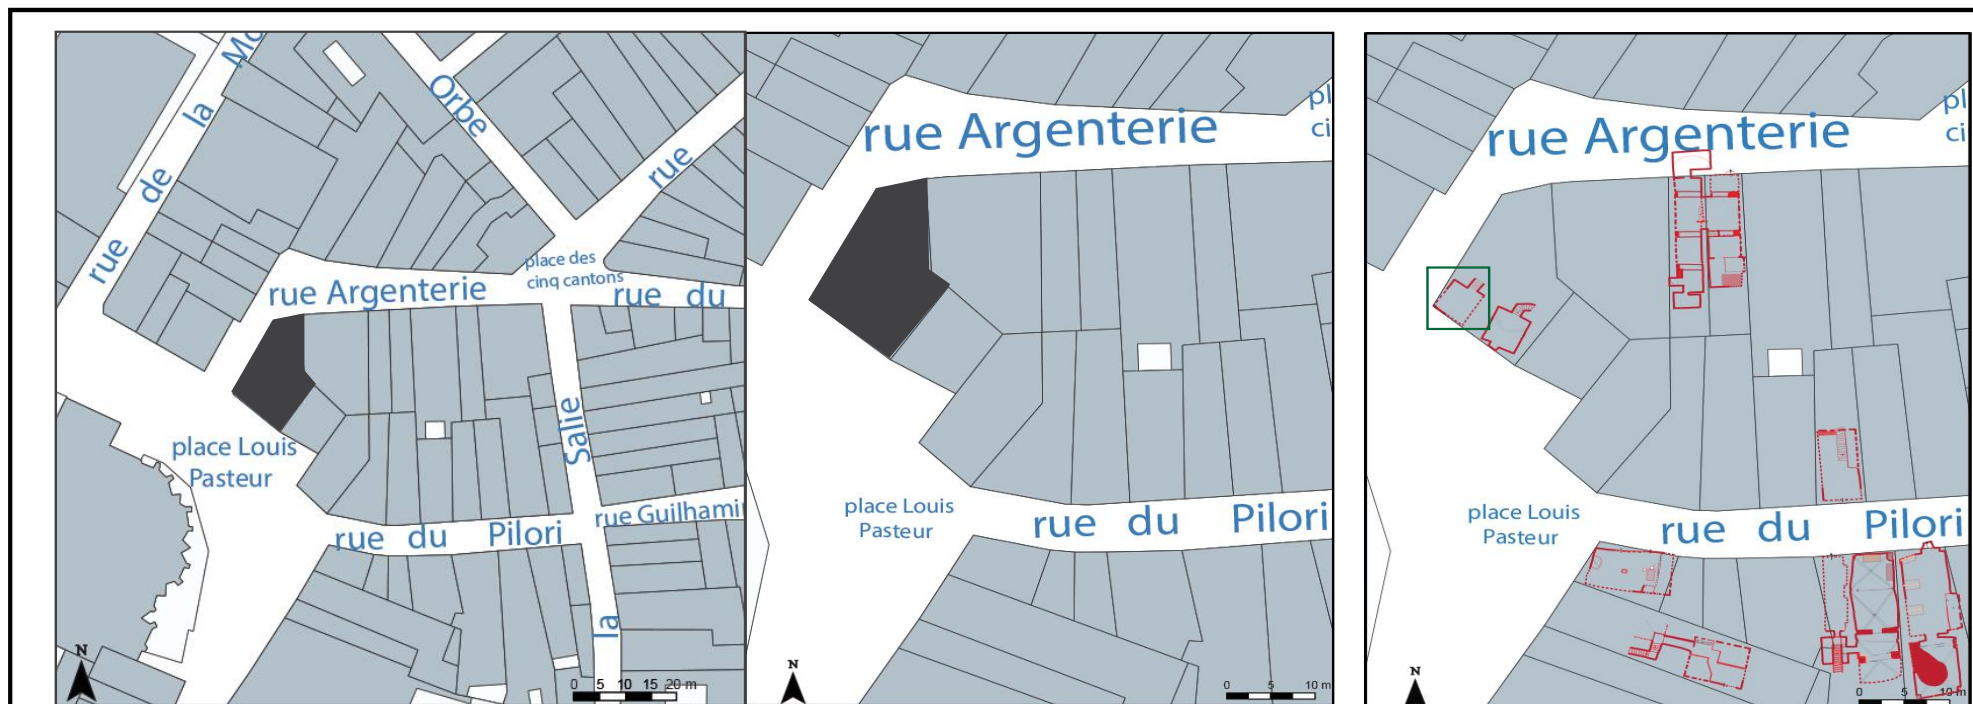 rue de la Mo
Orbe
rue
place des
cinq cantons
rue Argenterie
rue du
place Louis
Pasteur
Salie
la
rue Guilhami
rue du Pilori
N
0 5 10 15 20 m
rue Argenterie
pl
ci
place Louis
Pasteur
rue du Pilori
N
0 5 10 m
rue Argenterie
pl
ci
place Louis
Pasteur
rue du Pilori
N
0 5 10 m